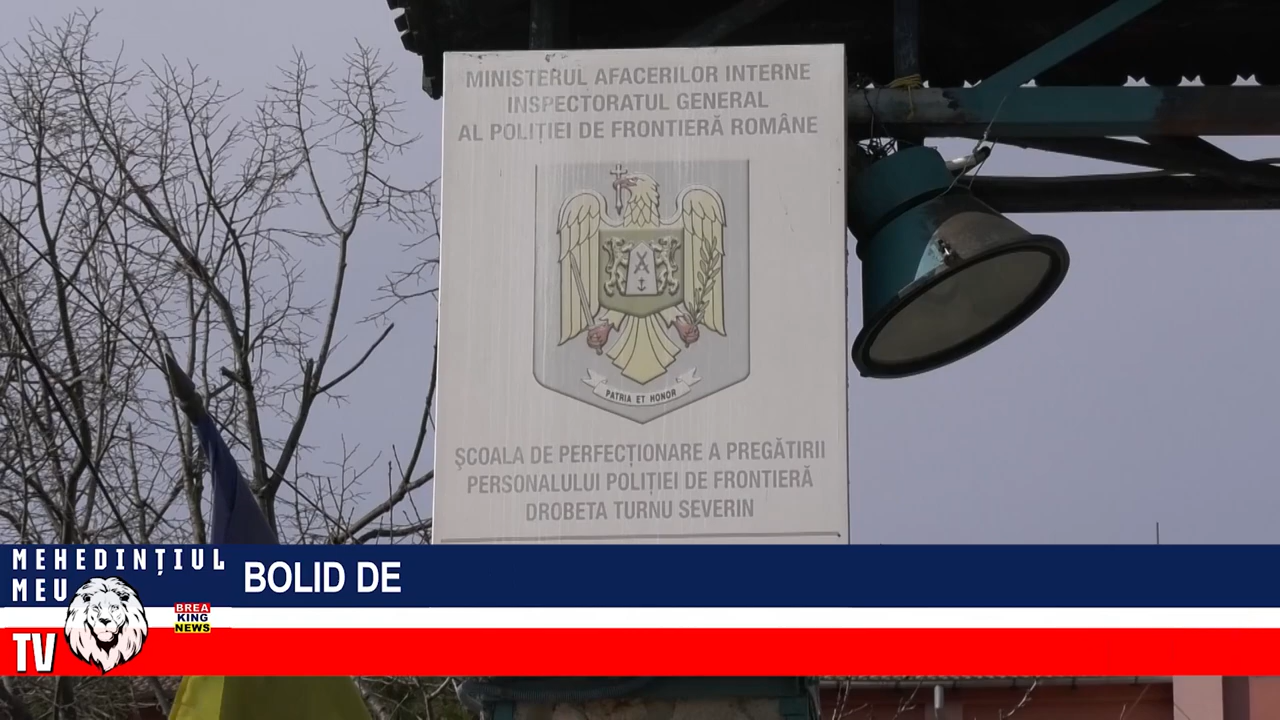 MINISTERUL AFACERILOR INTERNE
INSPECTORATUL GENERAL
AL POLIȚIEI DE FRONTIERĂ ROMÂNE
PATRIA ET HONOR
ȘCOALA DE PERFECȚIONARE A PREGĂTIRII
PERSONALULUI POLIȚIEI DE FRONTIERĂ
DROBETA TURNU SEVERIN
MEHEDINȚIUL
MEU
TV
BREA
KING
NEWS
BOLID DE